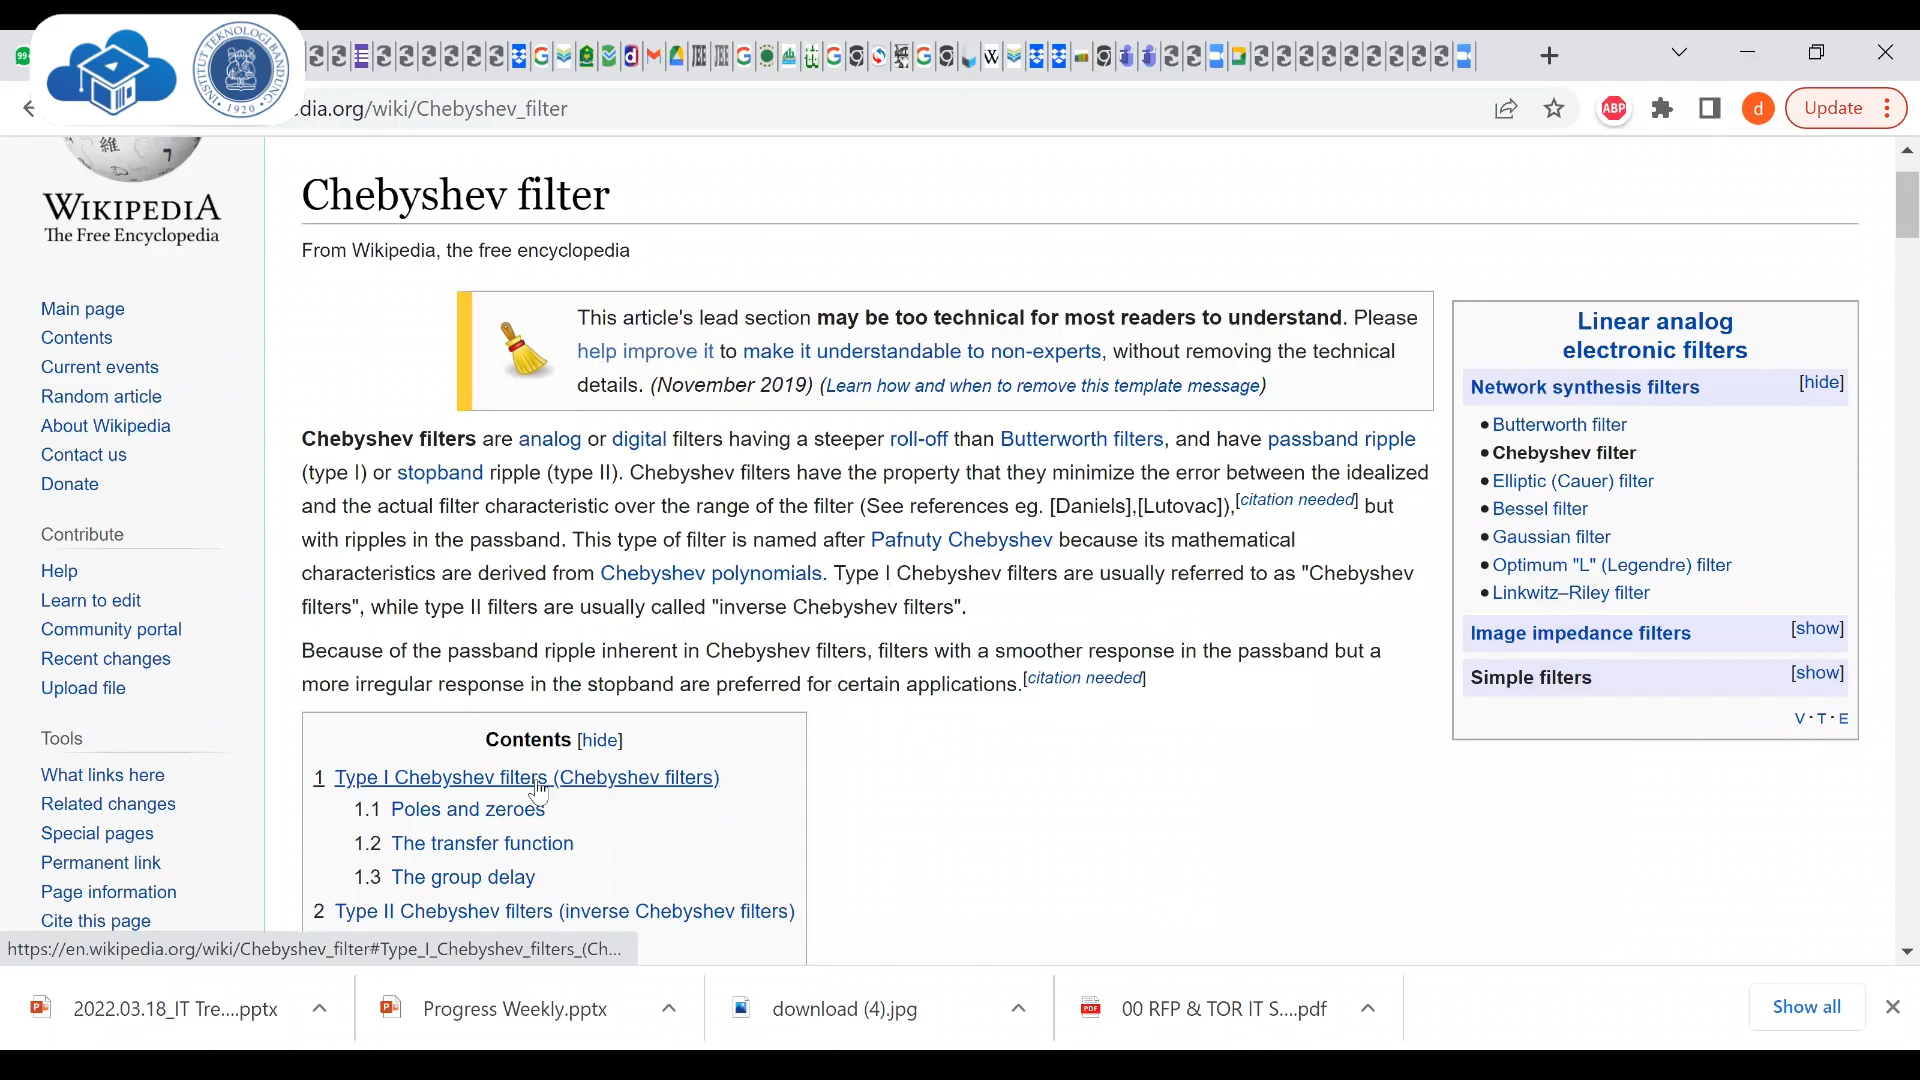 99
INSTITUT TEKNOLOGI BANDUNG
1920
dia.org/wiki/Chebyshev_filter
ABP
d
Update
維
7
WIKIPEDIA
The Free Encyclopedia
Main page
Contents
Current events
Random article
About Wikipedia
Contact us
Donate
Contribute
Help
Learn to edit
Community portal
Recent changes
Upload file
Tools
What links here
Related changes
Special pages
Permanent link
Page information
Cite this page
Chebyshev filter
From Wikipedia, the free encyclopedia
This article's lead section may be too technical for most readers to understand. Please
help improve it to make it understandable to non-experts, without removing the technical
details. (November 2019) (Learn how and when to remove this template message)
Chebyshev filters are analog or digital filters having a steeper roll-off than Butterworth filters, and have passband ripple
(type I) or stopband ripple (type II). Chebyshev filters have the property that they minimize the error between the idealized
and the actual filter characteristic over the range of the filter (See references eg. [Daniels],[Lutovac]),[citation needed] but
with ripples in the passband. This type of filter is named after Pafnuty Chebyshev because its mathematical
characteristics are derived from Chebyshev polynomials. Type I Chebyshev filters are usually referred to as "Chebyshev
filters", while type II filters are usually called "inverse Chebyshev filters".
Because of the passband ripple inherent in Chebyshev filters, filters with a smoother response in the passband but a
more irregular response in the stopband are preferred for certain applications.[citation needed]
Contents [hide]
1 Type I Chebyshev filters (Chebyshev filters)
1.1 Poles and zeroes
1.2 The transfer function
1.3 The group delay
2 Type II Chebyshev filters (inverse Chebyshev filters)
Linear analog
electronic filters
Network synthesis filters [hide]
• Butterworth filter
• Chebyshev filter
• Elliptic (Cauer) filter
• Bessel filter
• Gaussian filter
• Optimum "L" (Legendre) filter
• Linkwitz–Riley filter
Image impedance filters [show]
Simple filters [show]
V·T·E
https://en.wikipedia.org/wiki/Chebyshev_filter#Type_I_Chebyshev_filters_(Ch...
2022.03.18_IT Tre....pptx
Progress Weekly.pptx
download (4).jpg
PDF
00 RFP & TOR IT S....pdf
Show all